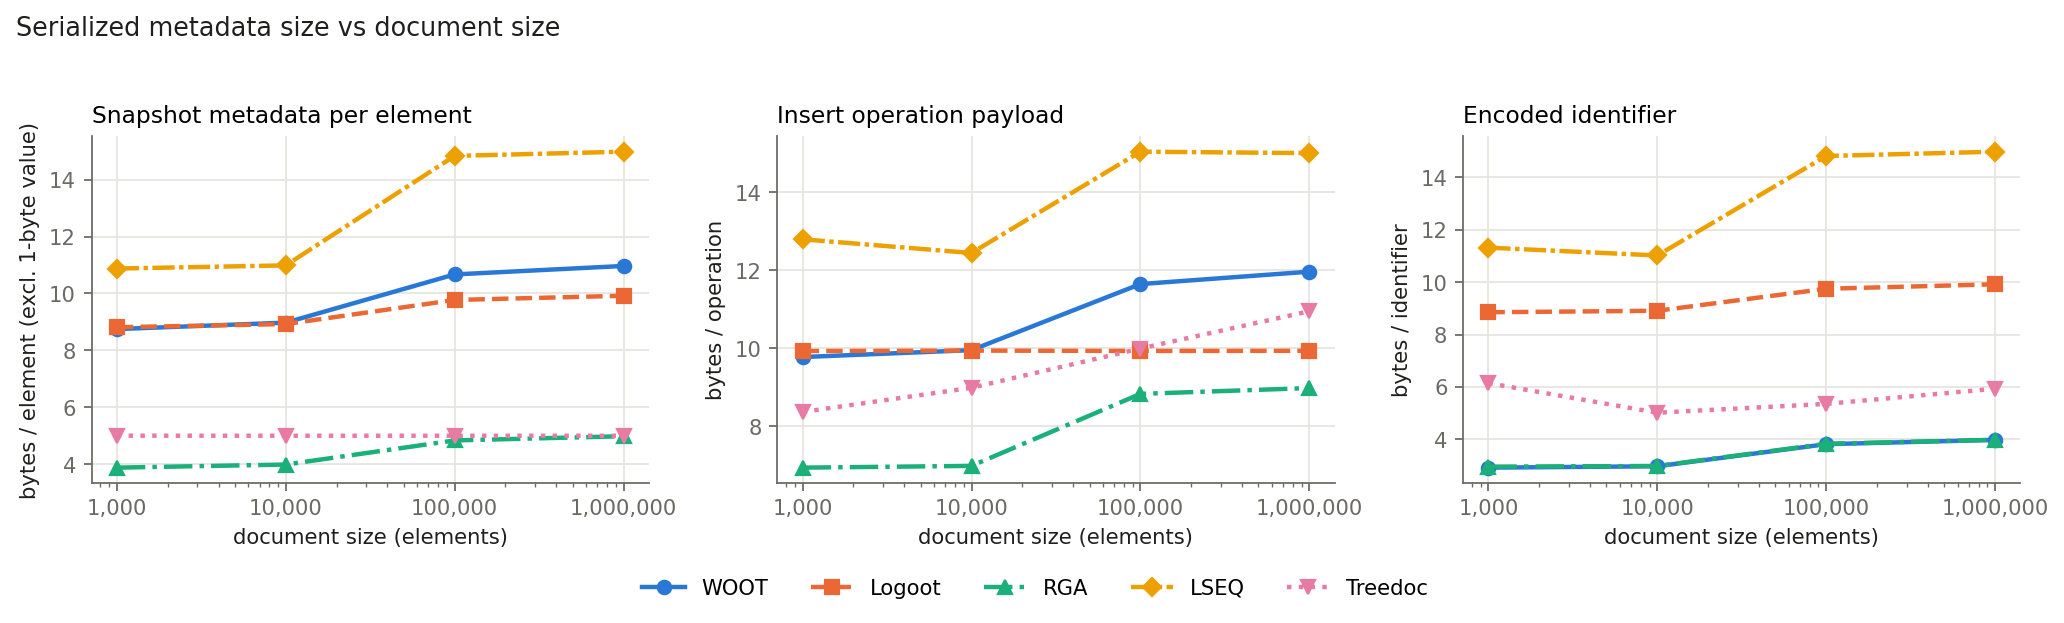 Serialized metadata size vs document size
Snapshot metadata per element
bytes / element (excl. 1-byte value)
14
12
10
8
6
4
1,000
10,000
100,000
1,000,000
document size (elements)
Insert operation payload
bytes / operation
14
12
10
8
1,000
10,000
100,000
1,000,000
document size (elements)
Encoded identifier
bytes / identifier
14
12
10
8
6
4
1,000
10,000
100,000
1,000,000
document size (elements)
WOOT
Logoot
RGA
LSEQ
Treedoc